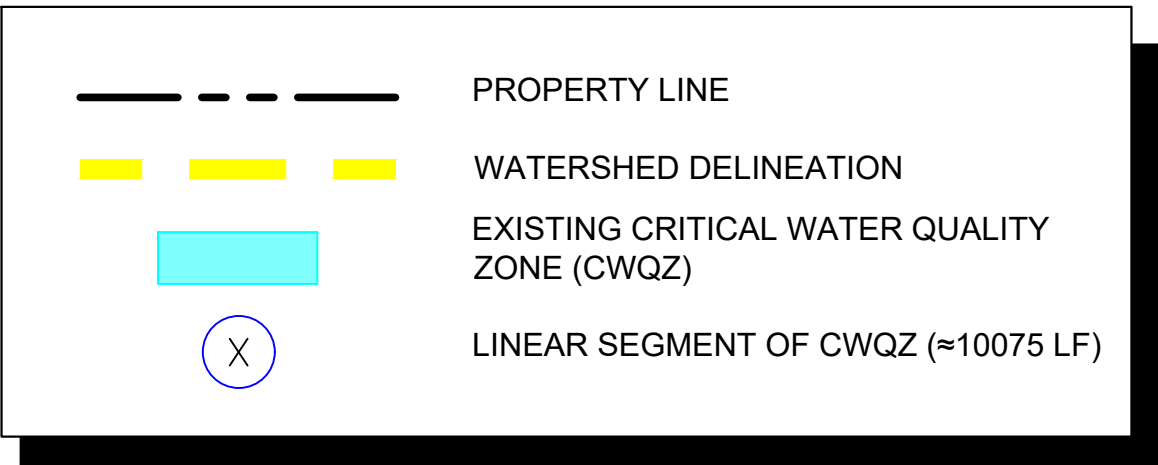 PROPERTY LINE
WATERSHED DELINEATION
EXISTING CRITICAL WATER QUALITY
ZONE (CWQZ)
X
LINEAR SEGMENT OF CWQZ (≈10075 LF)